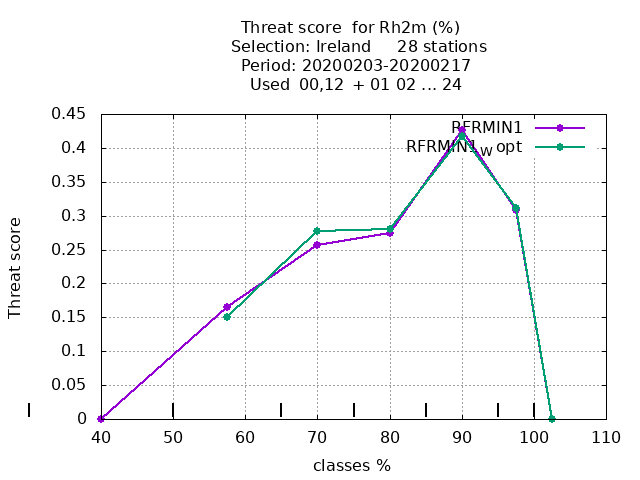 Threat score for Rh2m (%)
Selection: Ireland 28 stations
Period: 20200203-20200217
Used 00,12 + 01 02 ... 24
0.45
0.4
0.35
0.3
0.25
0.2
0.15
0.1
0.05
0
Threat score
RFRMIN1
RFRMIN1w opt
40 50 60 70 80 90 100 110
classes %